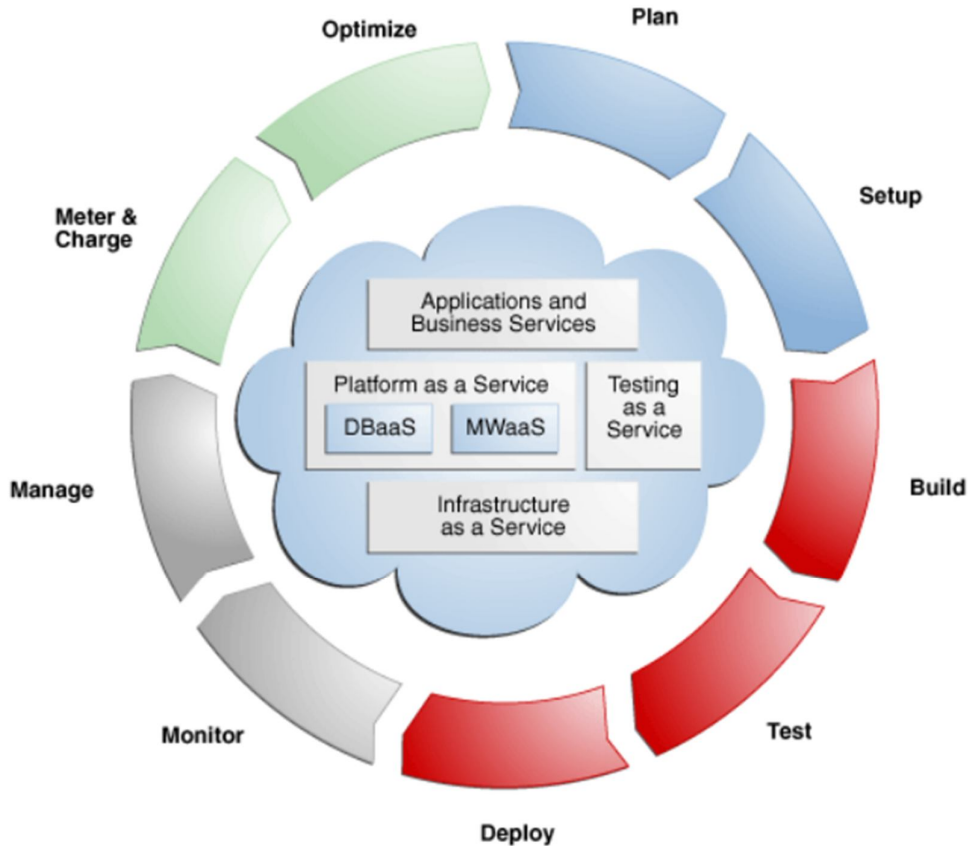 Plan
Optimize
Setup
Meter &
Charge
Applications and
Business Services
Platform as a Service
DBaaS
MWaaS
Testing
as a
Service
Build
Manage
Infrastructure
as a Service
Test
Monitor
Deploy